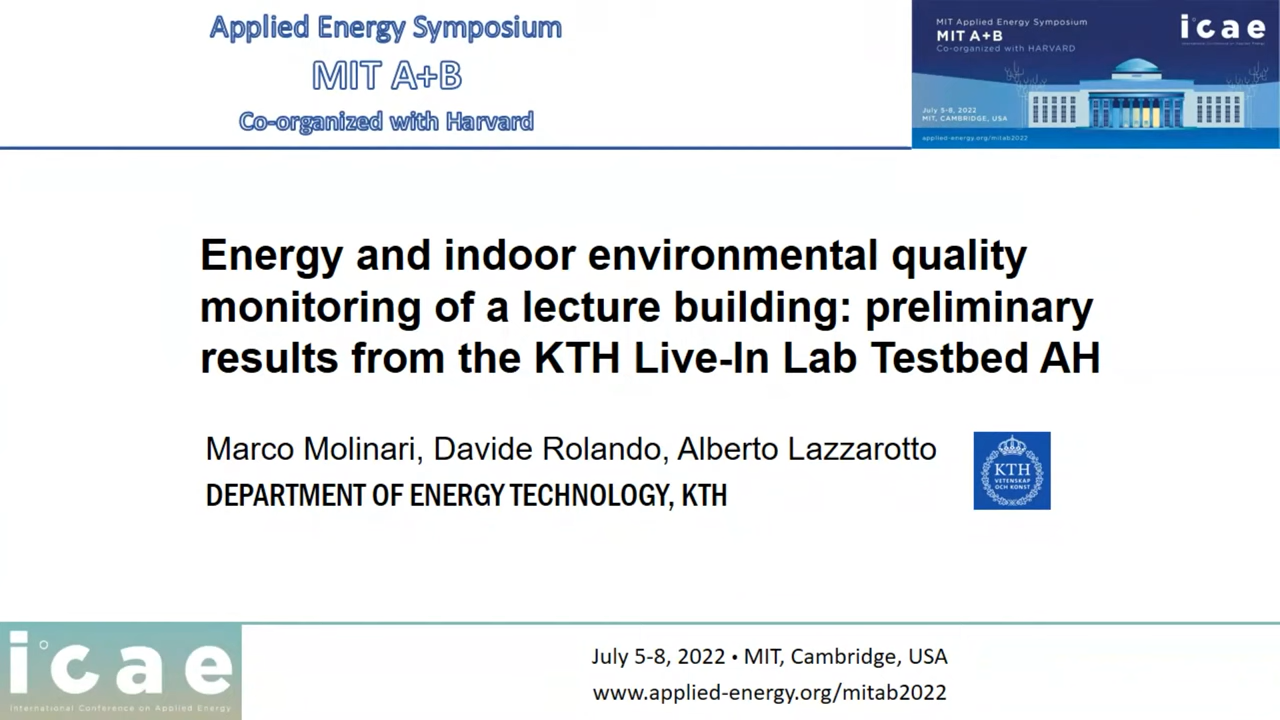 Applied Energy Symposium
MIT A+B
Co-organized with Harvard
MIT Applied Energy Symposium
MIT A+B
Co-organized with HARVARD
icae
July 5-8, 2022
MIT, CAMBRIDGE, USA
applied-energy.org/mitab2022
Energy and indoor environmental quality
monitoring of a lecture building: preliminary
results from the KTH Live-In Lab Testbed AH
Marco Molinari, Davide Rolando, Alberto Lazzarotto
DEPARTMENT OF ENERGY TECHNOLOGY, KTH
KTH
VETENSKAP
OCH KONST
icae
International Conference on Applied Energy
July 5-8, 2022 • MIT, Cambridge, USA
www.applied-energy.org/mitab2022